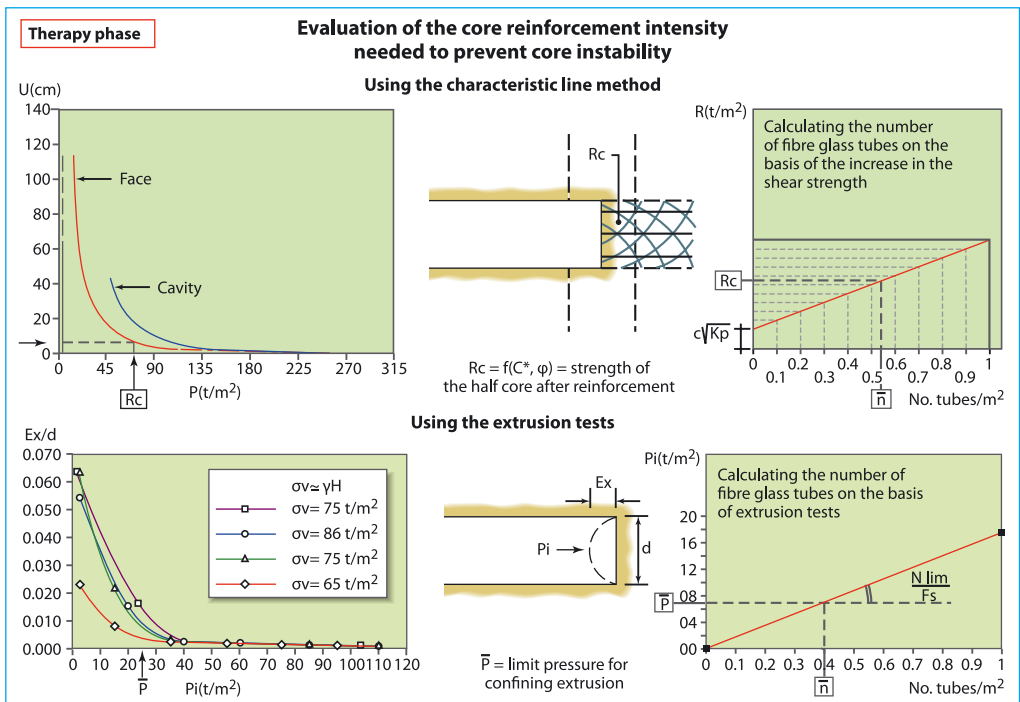 Therapy phase
Evaluation of the core reinforcement intensity
needed to prevent core instability
Using the characteristic line method
U(cm)
140
120
100
80
60
40
20
0
Face
Cavity
0 45 90 135 180 225 270 315
P(t/m²)
Rc
Rc
Rc = f(C*, φ) = strength of
the half core after reinforcement
R(t/m²)
Calculating the number
of fibre glass tubes on the
basis of the increase in the
shear strength
Rc
c√Kp
0 0.2 0.4 0.6 0.8 1
0.1 0.3 0.5 0.7 0.9
n̄
No. tubes/m²
Using the extrusion tests
Ex/d
0.070
0.060
0.050
0.040
0.030
0.020
0.010
0.000
σv≃ γH
σv= 75 t/m²
σv= 86 t/m²
σv= 75 t/m²
σv= 65 t/m²
0 10 20 30 40 50 60 70 80 90 100 110 120
P̄
Pi(t/m²)
Ex
Pi
d
P̄ = limit pressure for
confining extrusion
Pi(t/m²)
Calculating the number of
fibre glass tubes on the basis
of extrusion tests
20
16
12
08
04
00
P̄
N lim
Fs
0 0.1 0.2 0.3 0.4 0.5 0.6 0.7 0.8 0.9 1
n̄
No. tubes/m²